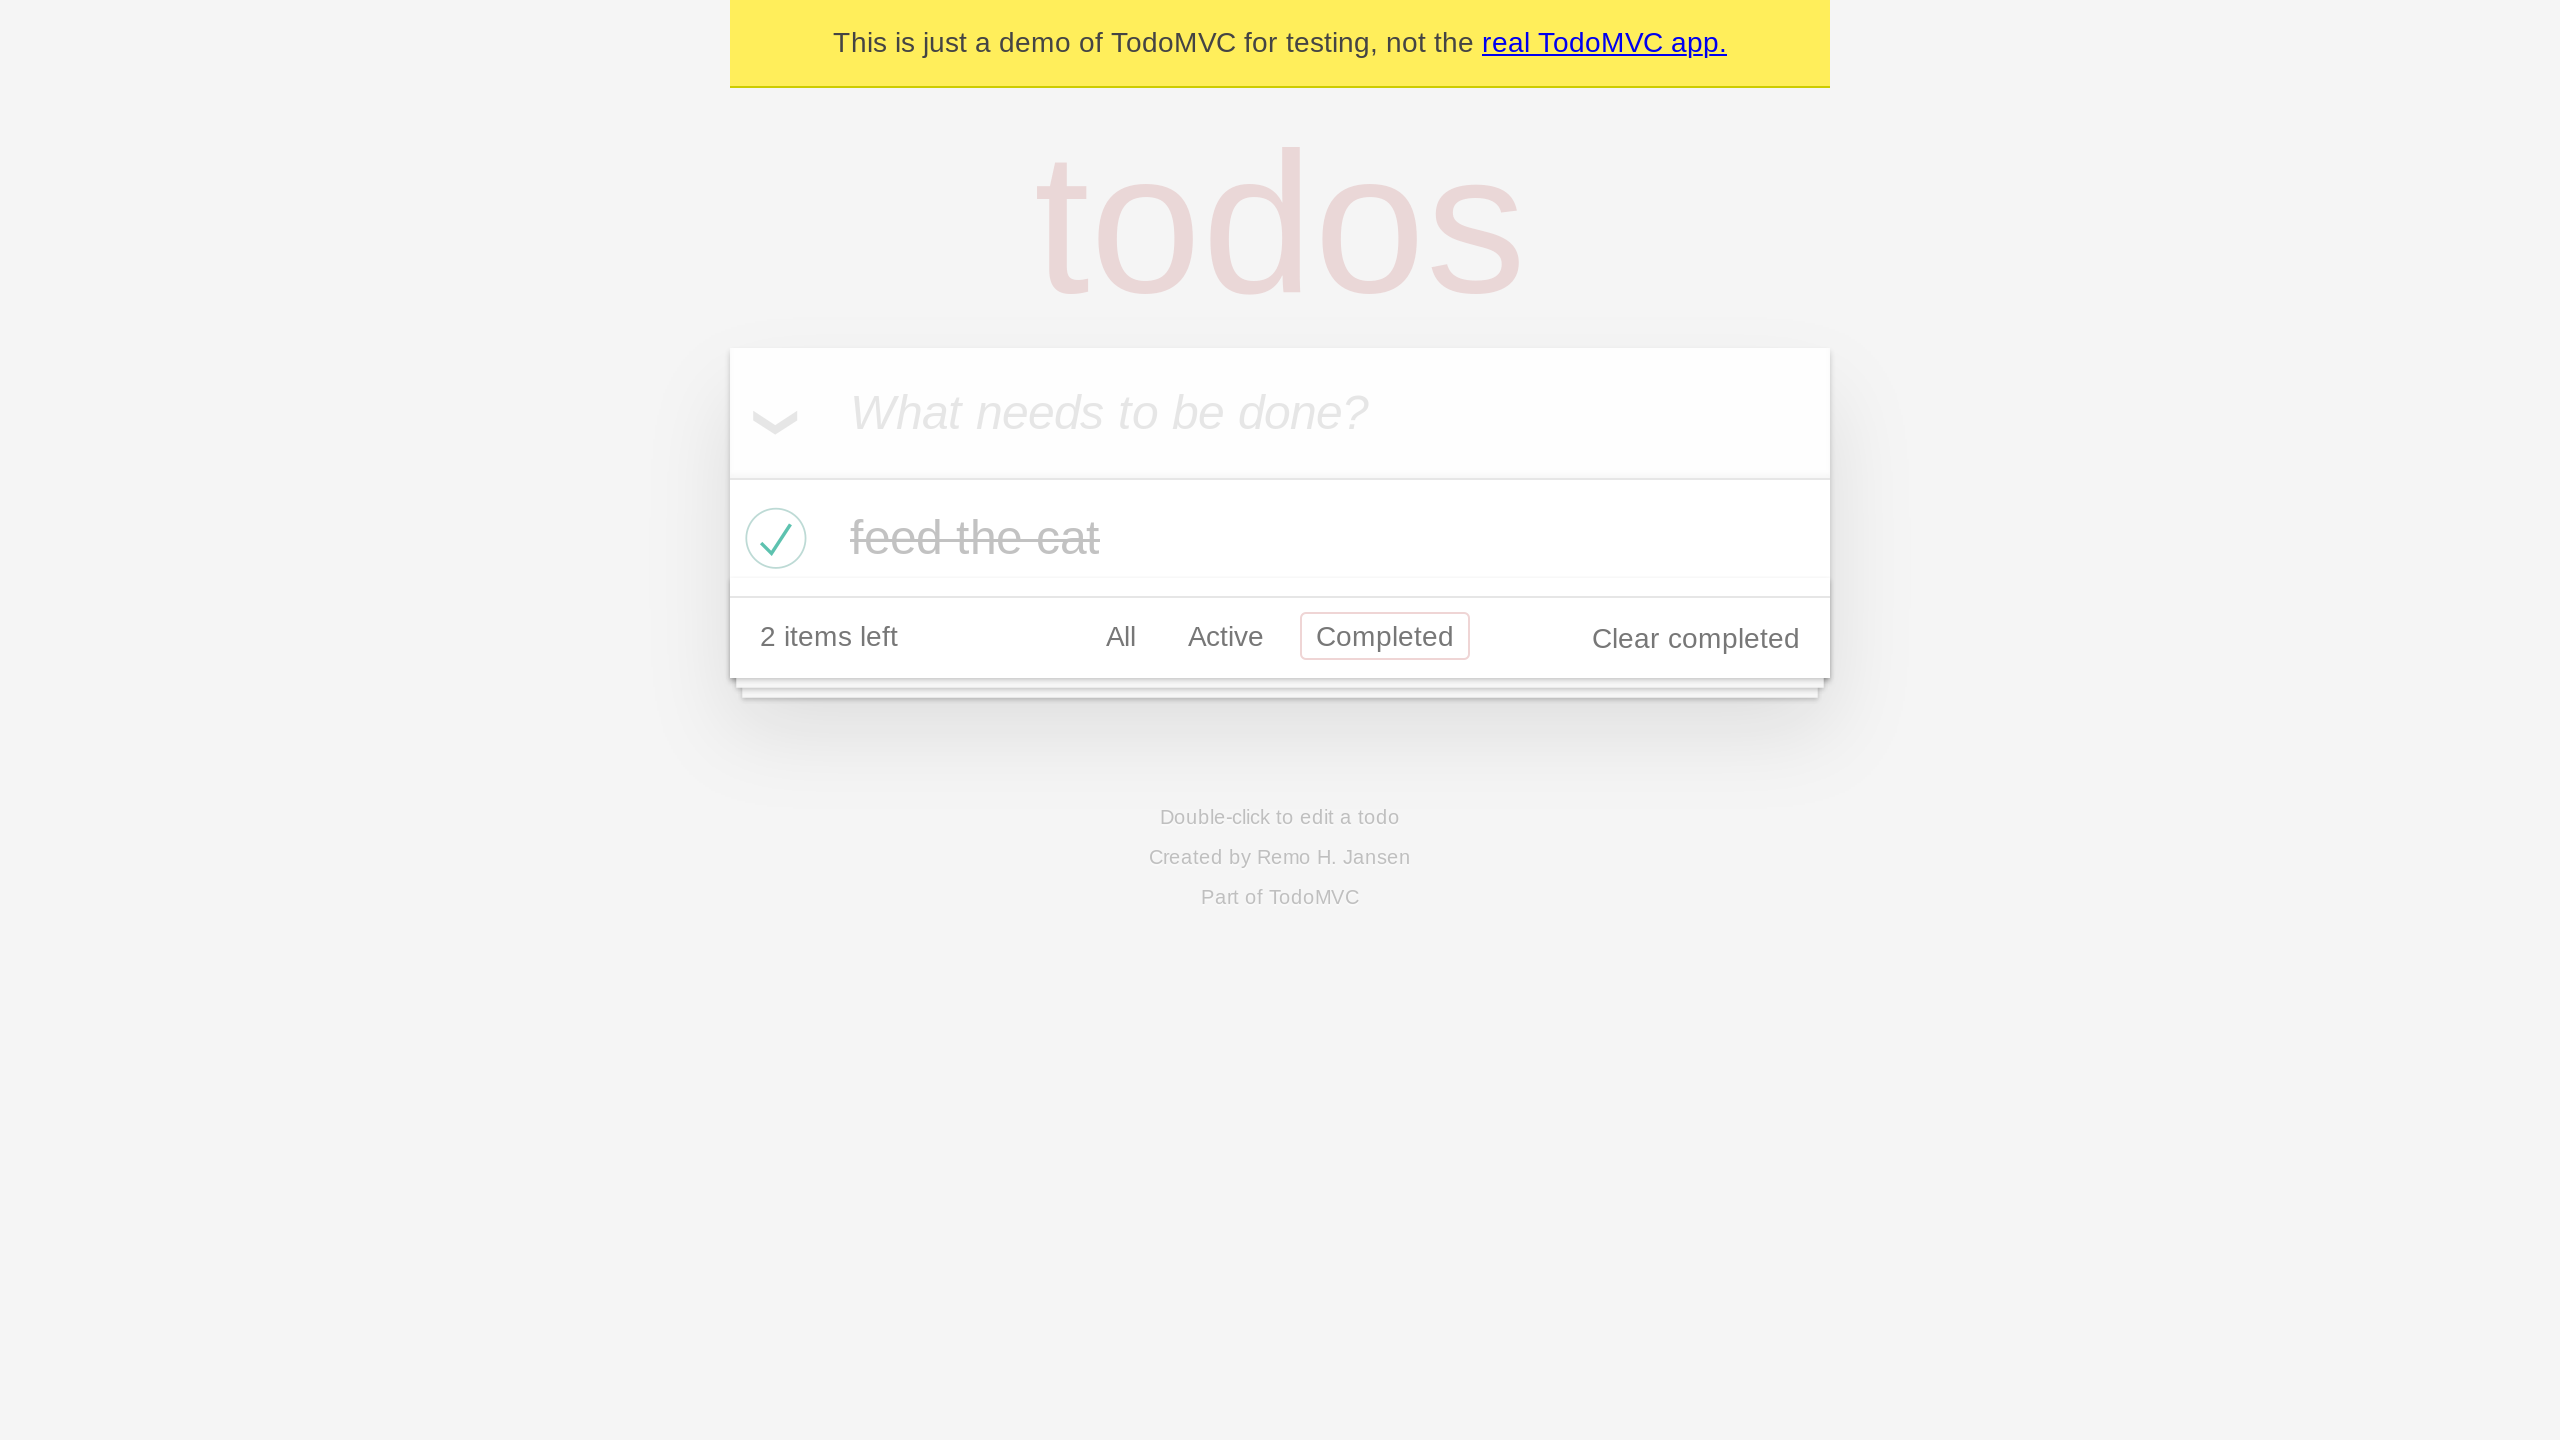 This is just a demo of TodoMVC for testing, not the real TodoMVC app.
todos
What needs to be done?
feed the cat
2 items left All Active Completed Clear completed
Double-click to edit a todo
Created by Remo H. Jansen
Part of TodoMVC